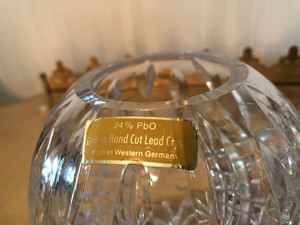 24% PbO
Hand Cut Lead
in Western Germany